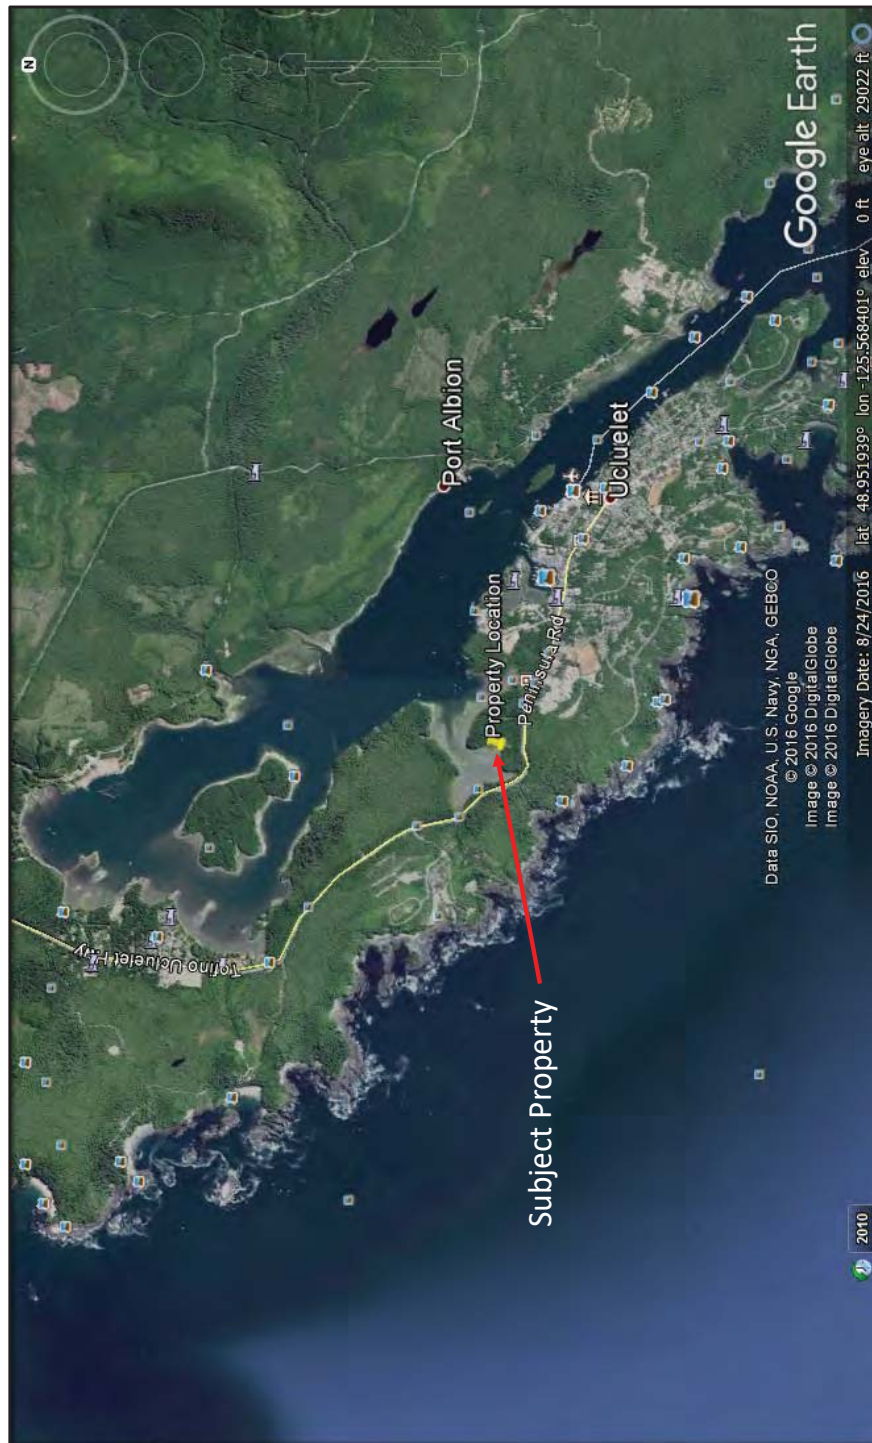 N
Tofino Ucluelet Hwy
Port Albion
Property Location
Peninsula Rd
Ucluelet
Subject Property
Data SIO, NOAA, U.S. Navy, NGA, GEBCO
© 2016 Google
Image © 2016 DigitalGlobe
Image © 2016 DigitalGlobe
Google Earth
2010
Imagery Date: 8/24/2016 lat 48.951939° lon -125.568401° elev 0 ft eye alt 29022 ft